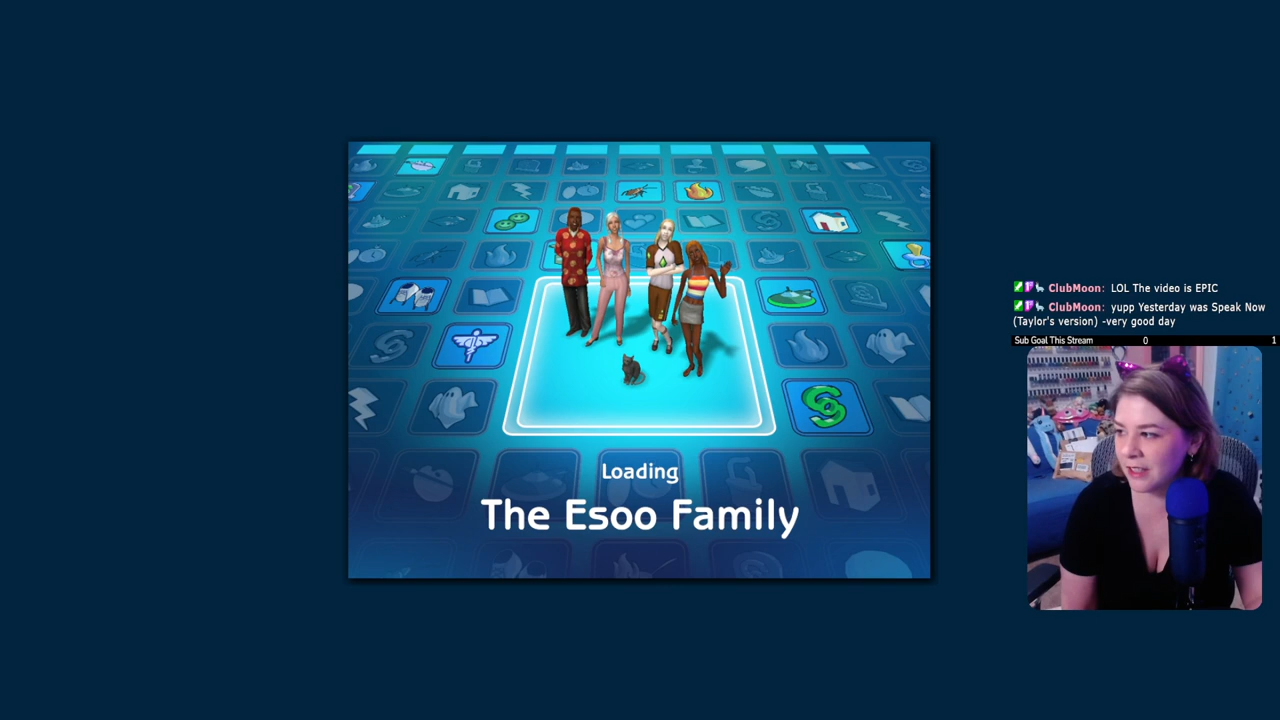 Loading
The Esoo Family
ClubMoon: LOL The video is EPIC
ClubMoon: yupp Yesterday was Speak Now
(Taylor's version) -very good day
Sub Goal This Stream 0 1